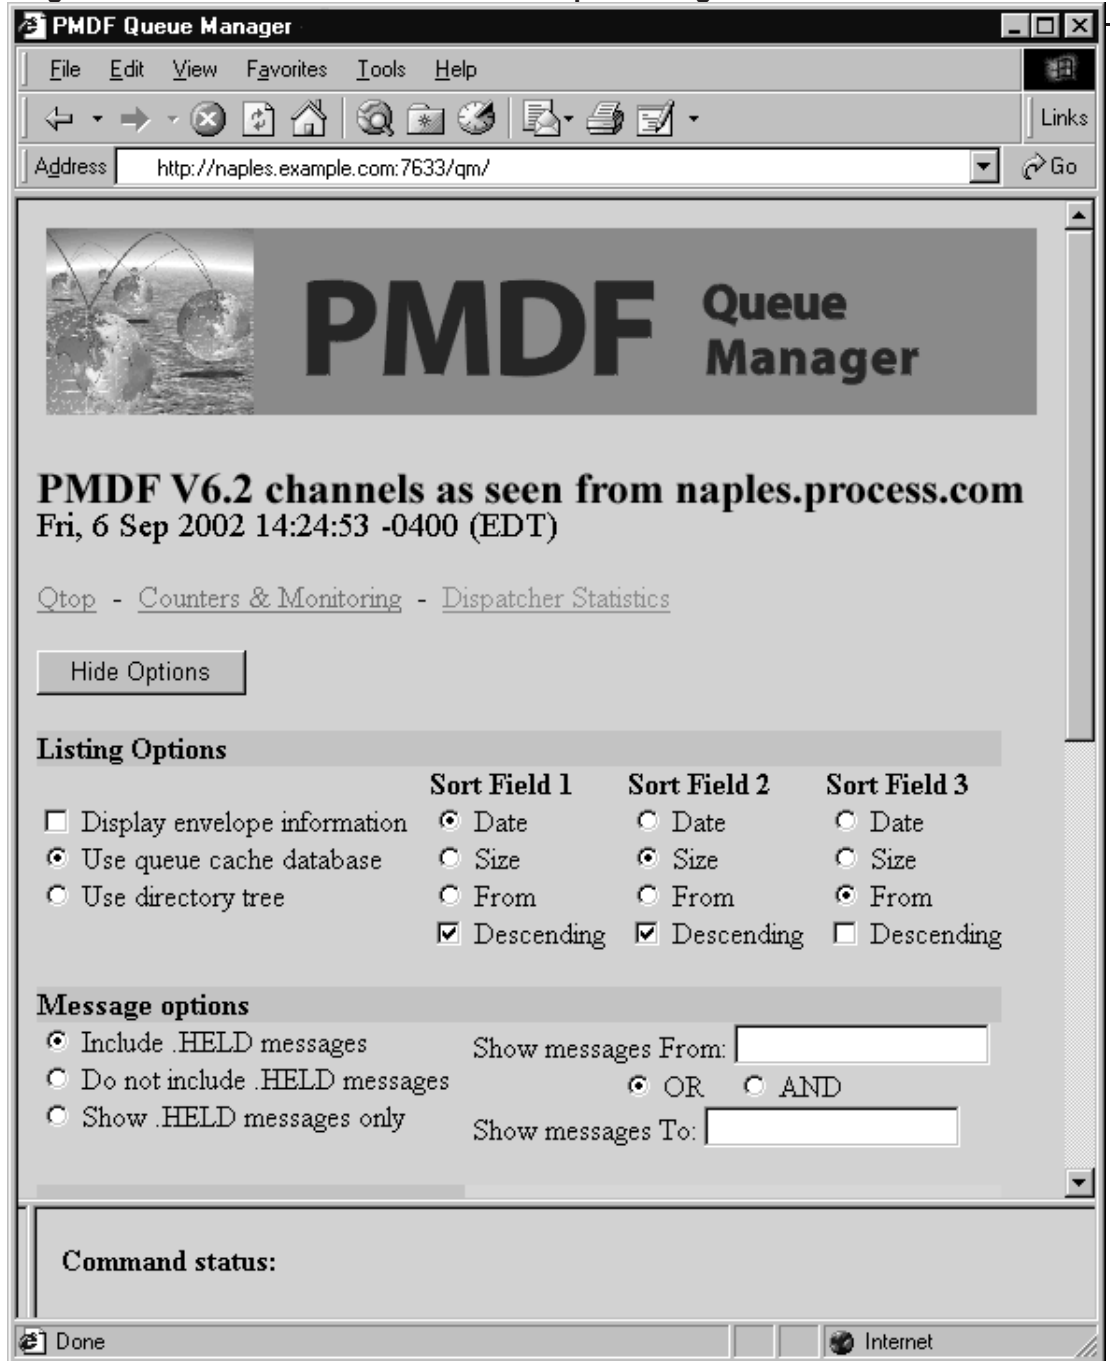 PMDF Queue Manager
File Edit View Favorites Tools Help
Links
Address http://naples.example.com:7633/qm/ Go
PMDF Queue
Manager
PMDF V6.2 channels as seen from naples.process.com
Fri, 6 Sep 2002 14:24:53 -0400 (EDT)
Qtop - Counters & Monitoring - Dispatcher Statistics
Hide Options
Listing Options
Sort Field 1 Sort Field 2 Sort Field 3
Display envelope information Date Date Date
Use queue cache database Size Size Size
Use directory tree From From From
Descending Descending Descending
Message options
Include .HELD messages Show messages From:
Do not include .HELD messages OR AND
Show .HELD messages only Show messages To:
Command status:
Done Internet